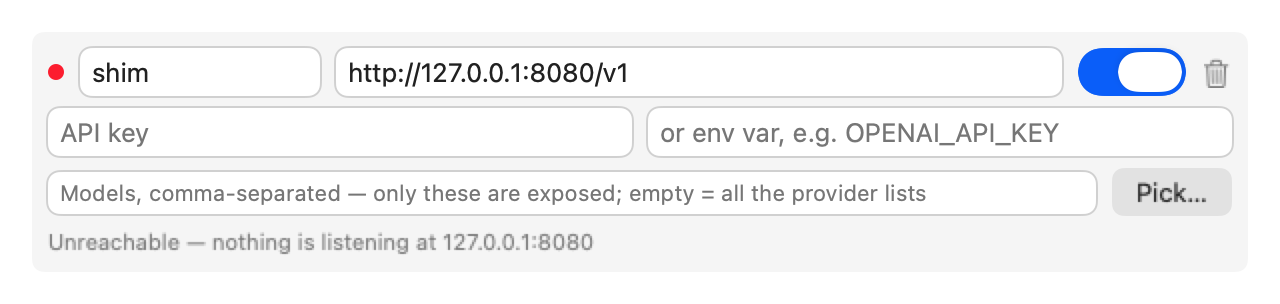 shim
http://127.0.0.1:8080/v1
API key
or env var, e.g. OPENAI_API_KEY
Models, comma-separated — only these are exposed; empty = all the provider lists
Pick...
Unreachable — nothing is listening at 127.0.0.1:8080